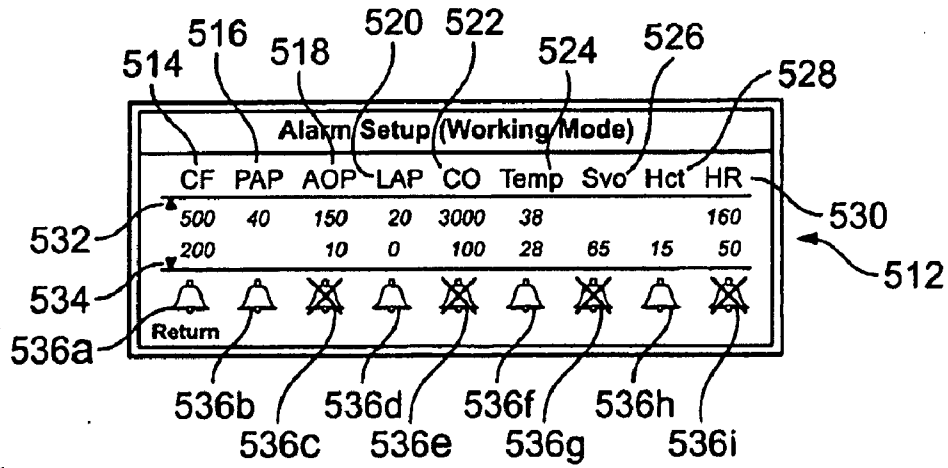 516 520 522
514 518 524 526
528
Alarm Setup (Working Mode)
CF PAP AOP LAP CO Temp Svo Hct HR
530
500 40 150 20 3000 38 160
532
200 10 0 100 28 65 15 50
512
534
Return
536a
536b 536d 536f 536h
536c 536e 536g 536i